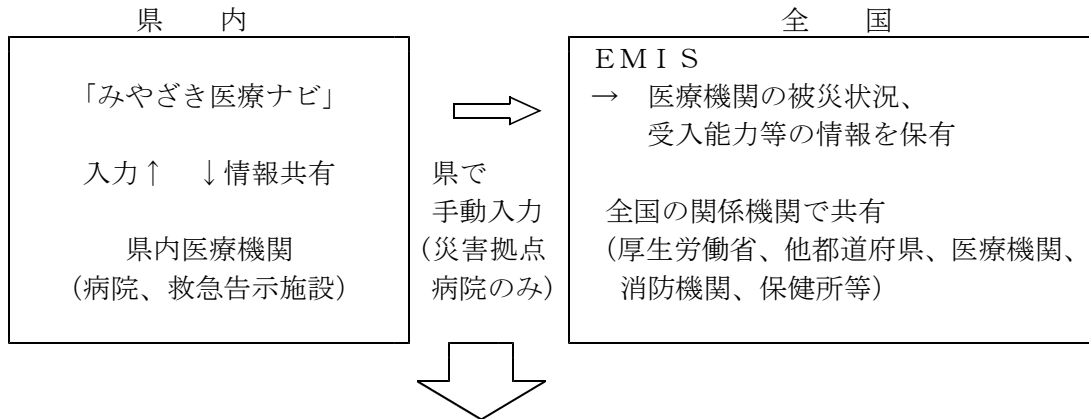 県 内
「みやざき医療ナビ」
入力↑ ↓情報共有
県内医療機関
(病院、救急告示施設)
県で
手動入力
(災害拠点
病院のみ)
全 国
ＥＭＩＳ
→ 医療機関の被災状況、
受入能力等の情報を保有
全国の関係機関で共有
(厚生労働省、他都道府県、医療機関、
消防機関、保健所等)